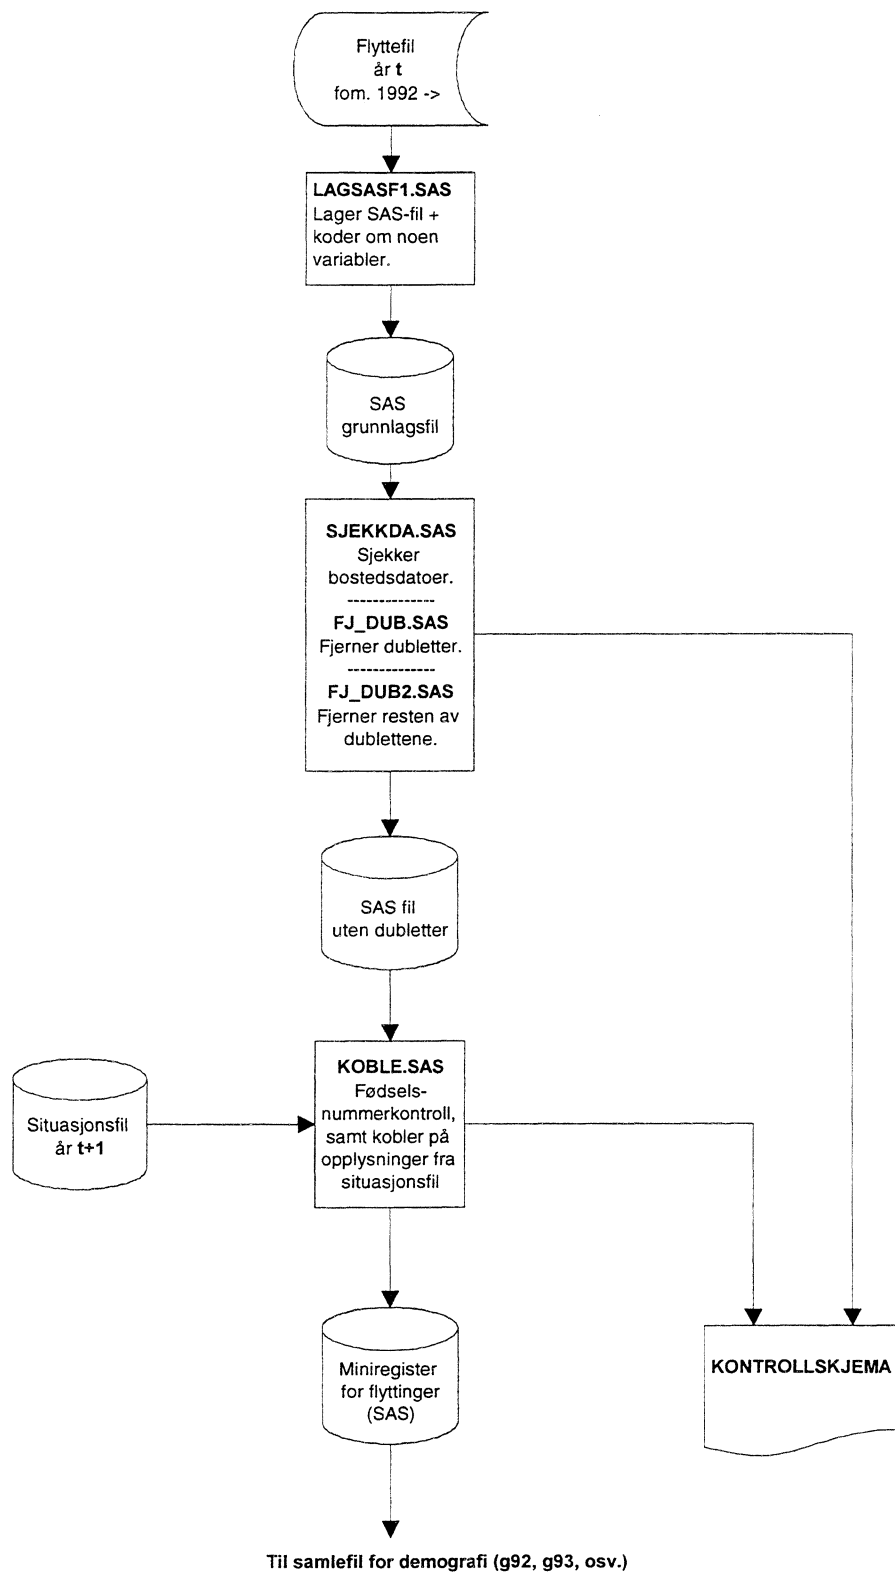 Flyttefil
år t
fom. 1992 ->
LAGSASF1.SAS
Lager SAS-fil +
koder om noen
variabler.
SAS
grunnlagsfil
SJEKKDA.SAS
Sjekker
bostedsdatoer.
--------------
FJ_DUB.SAS
Fjerner dubletter.
--------------
FJ_DUB2.SAS
Fjerner resten av
dublettene.
SAS fil
uten dubletter
KOBLE.SAS
Fødsels-
nummerkontroll,
samt kobler på
opplysninger fra
situasjonsfil
Situasjonsfil
år t+1
Miniregister
for flyttinger
(SAS)
KONTROLLSKJEMA
Til samlefil for demografi (g92, g93, osv.)